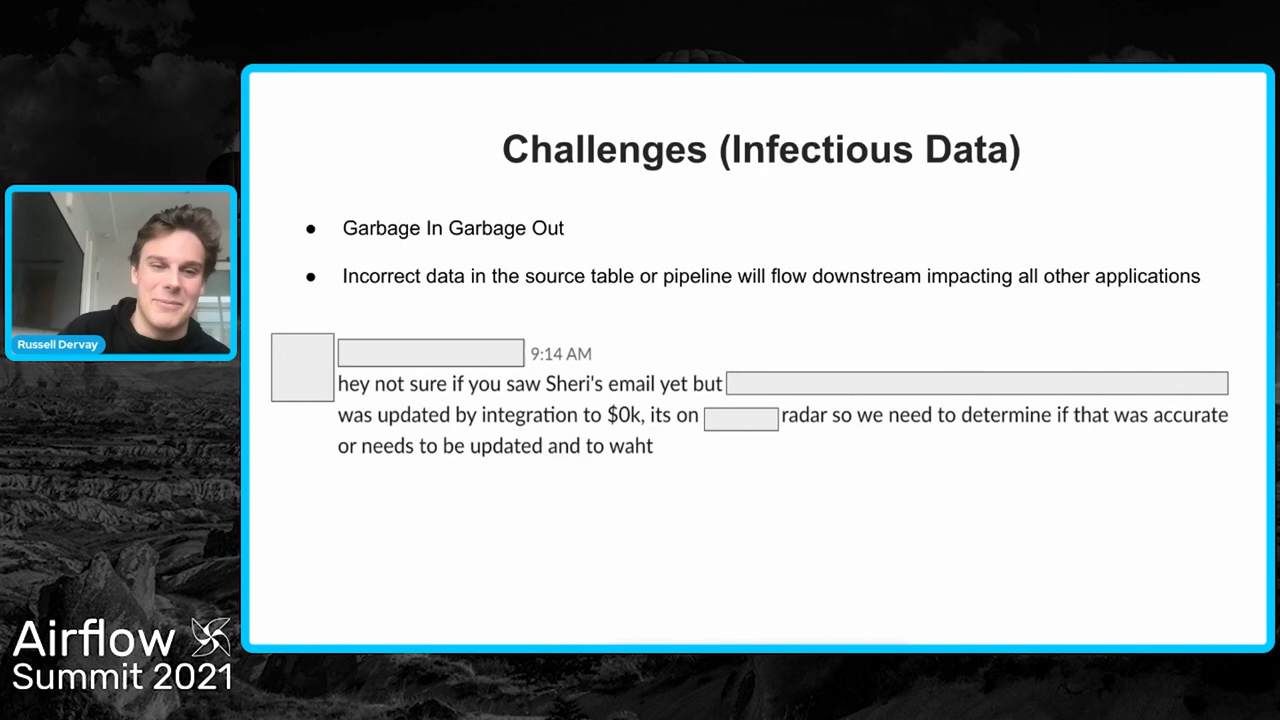 Challenges (Infectious Data)
● Garbage In Garbage Out
● Incorrect data in the source table or pipeline will flow downstream impacting all other applications
9:14 AM
hey not sure if you saw Sheri's email yet but
was updated by integration to $0k, its on radar so we need to determine if that was accurate
or needs to be updated and to waht
Russell Dervay
Airflow
Summit 2021